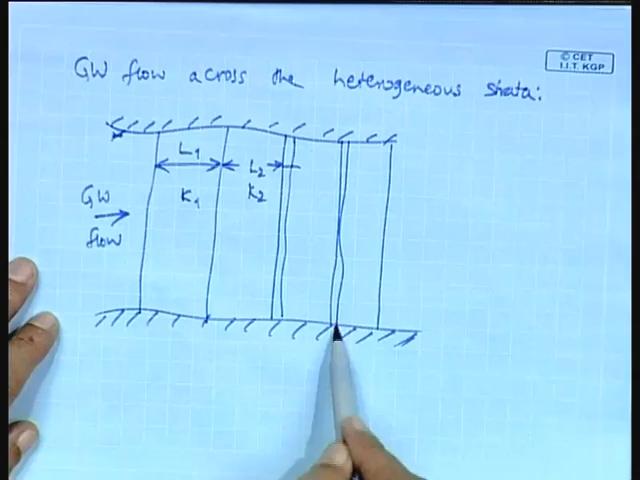 GW flow across the heterogeneous strata:
© CET
I.I.T. KGP
L1
L2
K1
K2
GW
flow